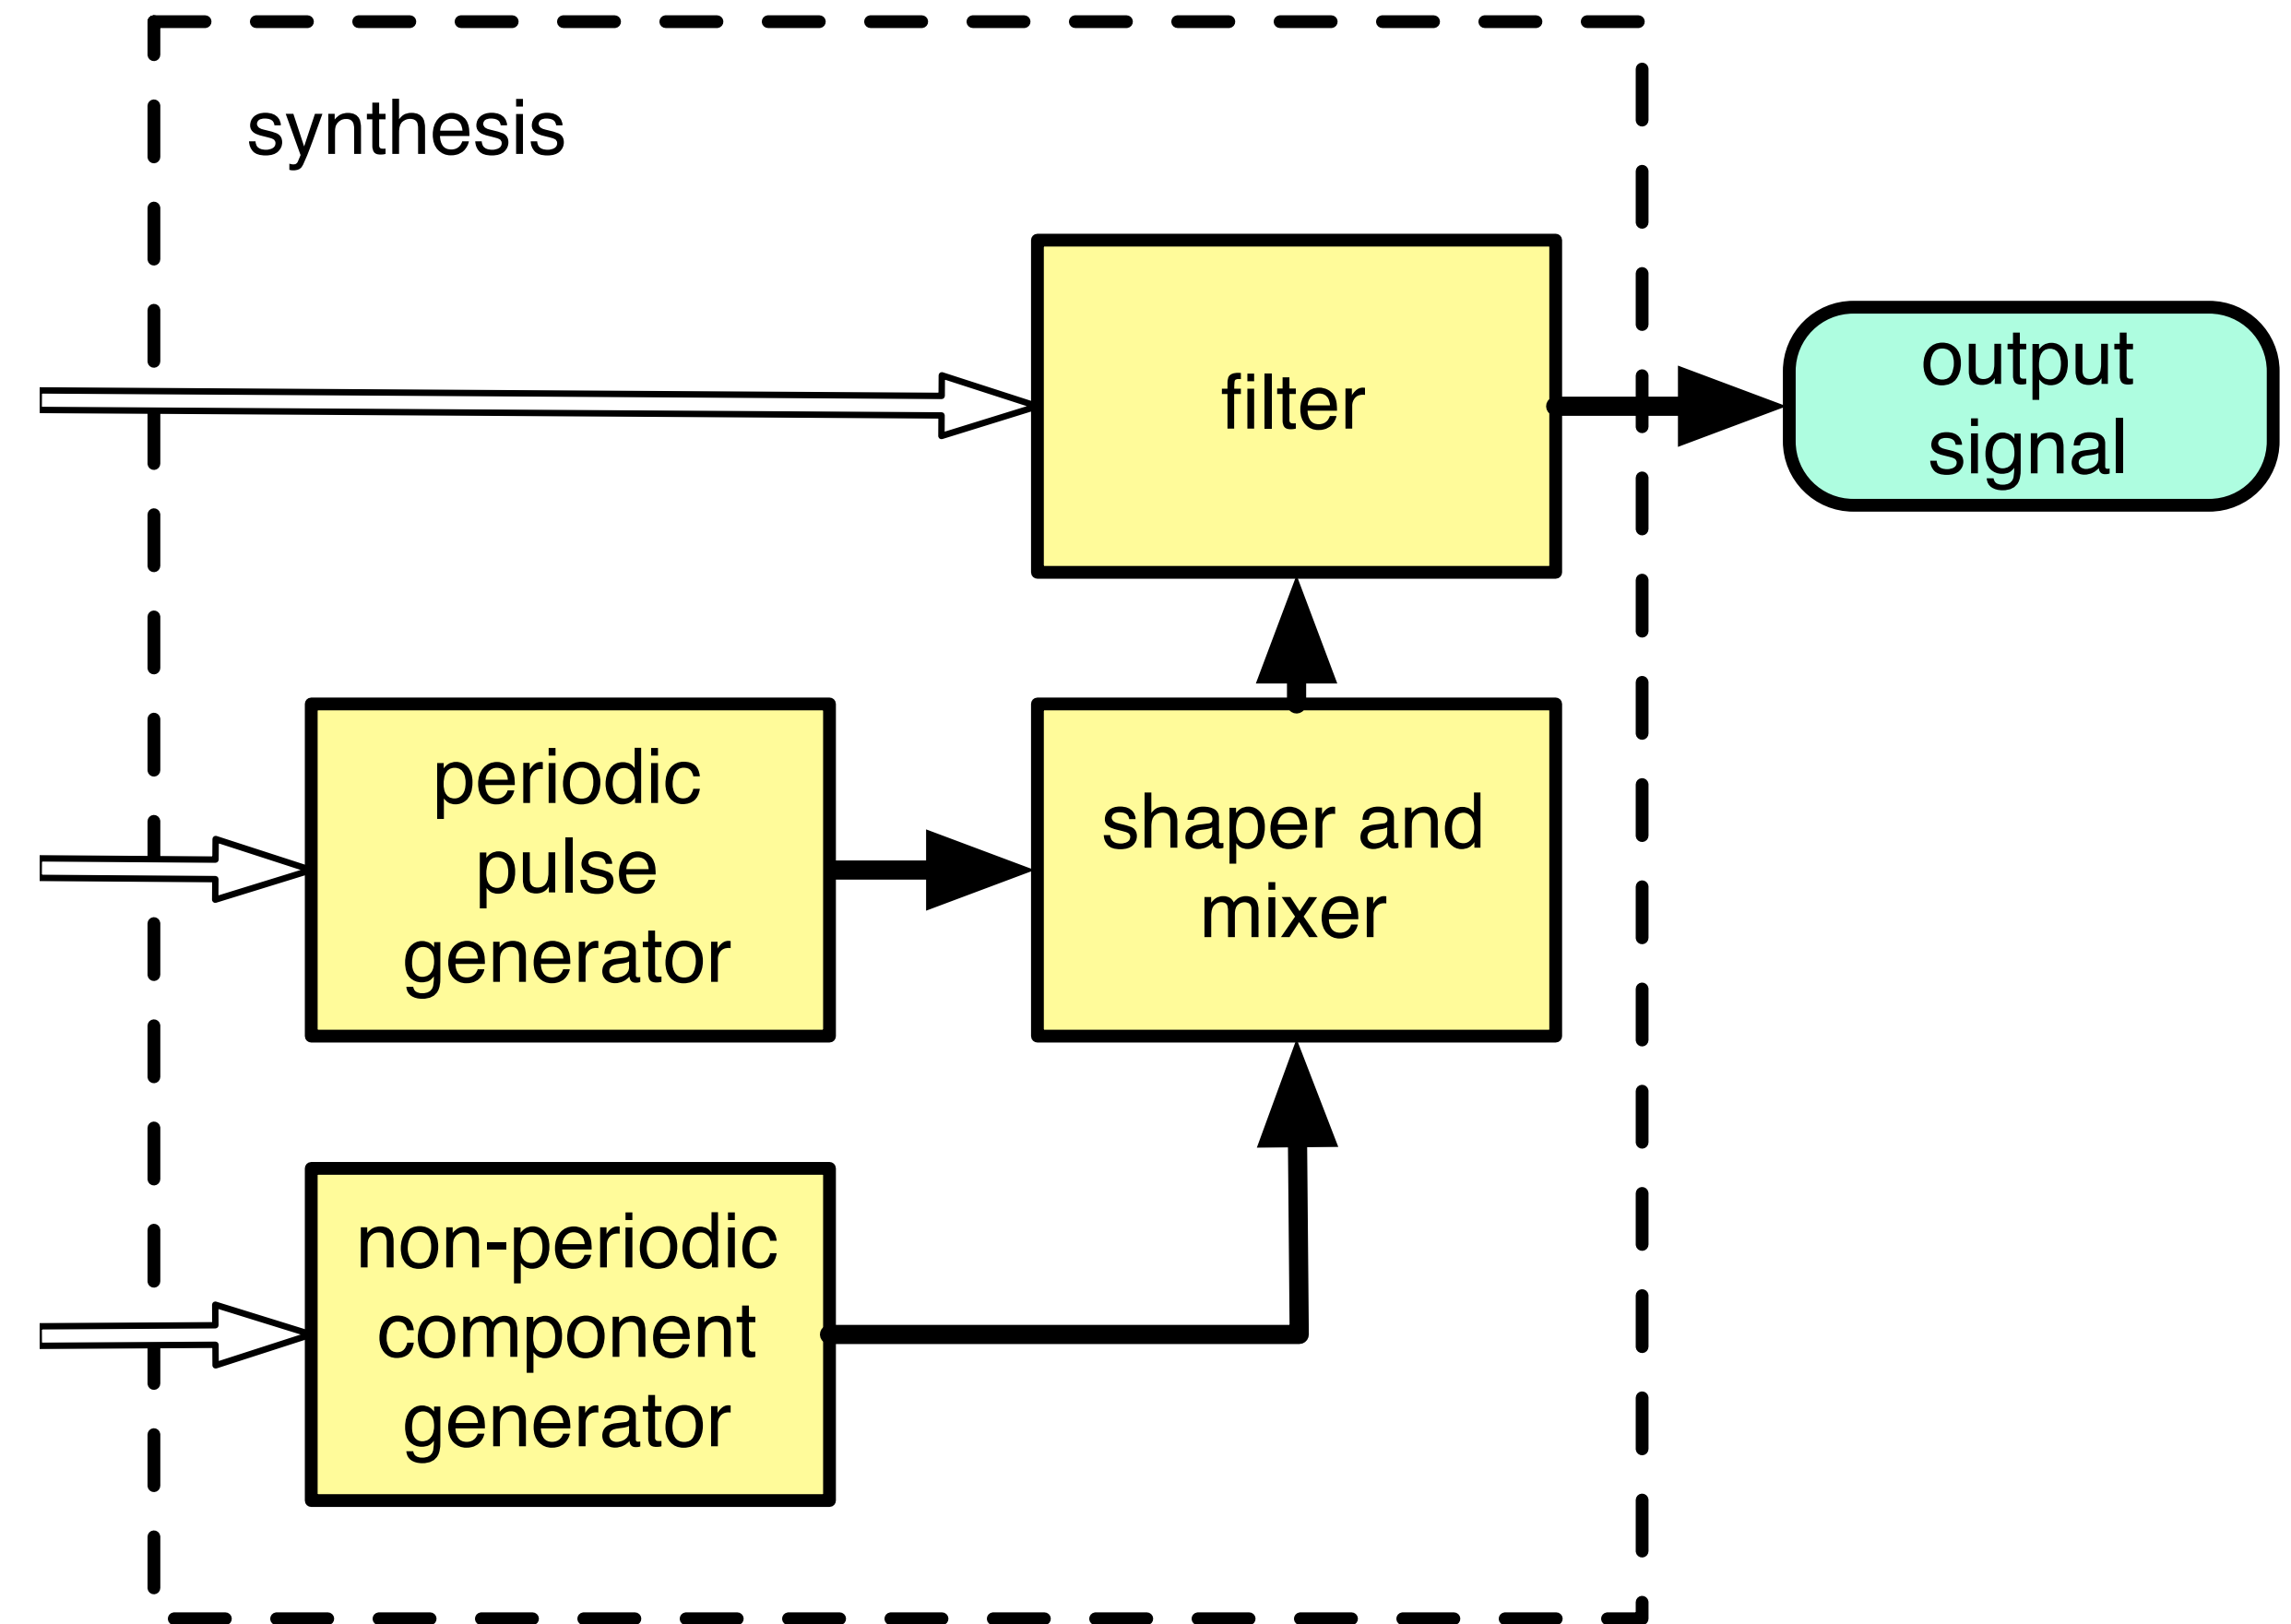 synthesis
filter
output
signal
periodic
pulse
generator
shaper and
mixer
non-periodic
component
generator